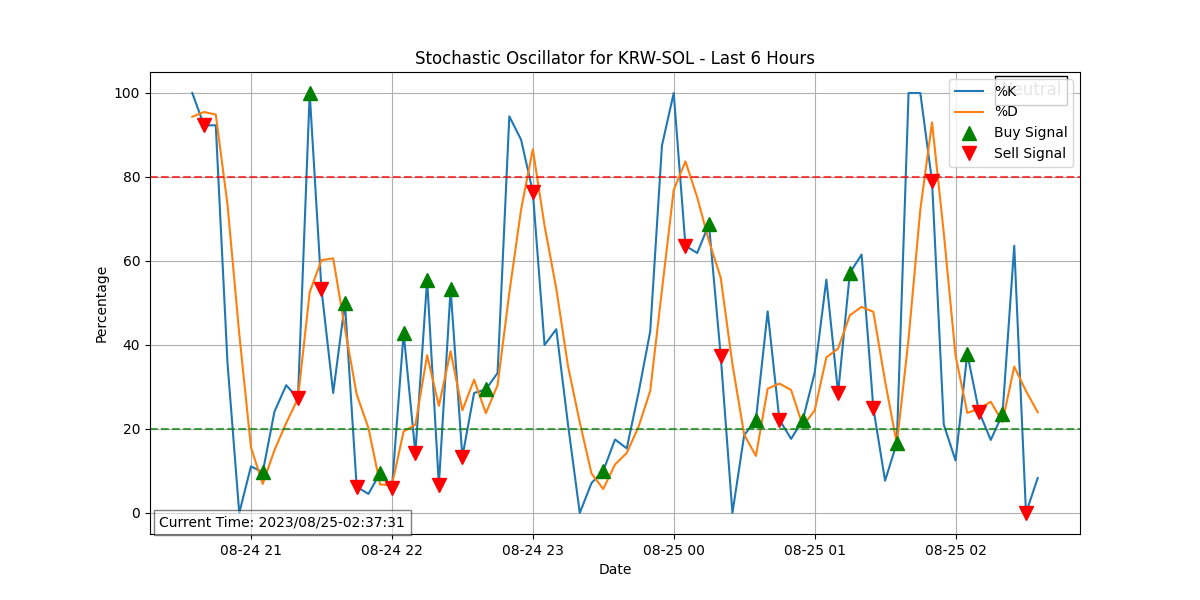 Stochastic Oscillator for KRW-SOL - Last 6 Hours
Neutral
%K
%D
Buy Signal
Sell Signal
100
80
60
40
20
0
Percentage
Current Time: 2023/08/25-02:37:31
08-24 21 08-24 22 08-24 23 08-25 00 08-25 01 08-25 02
Date